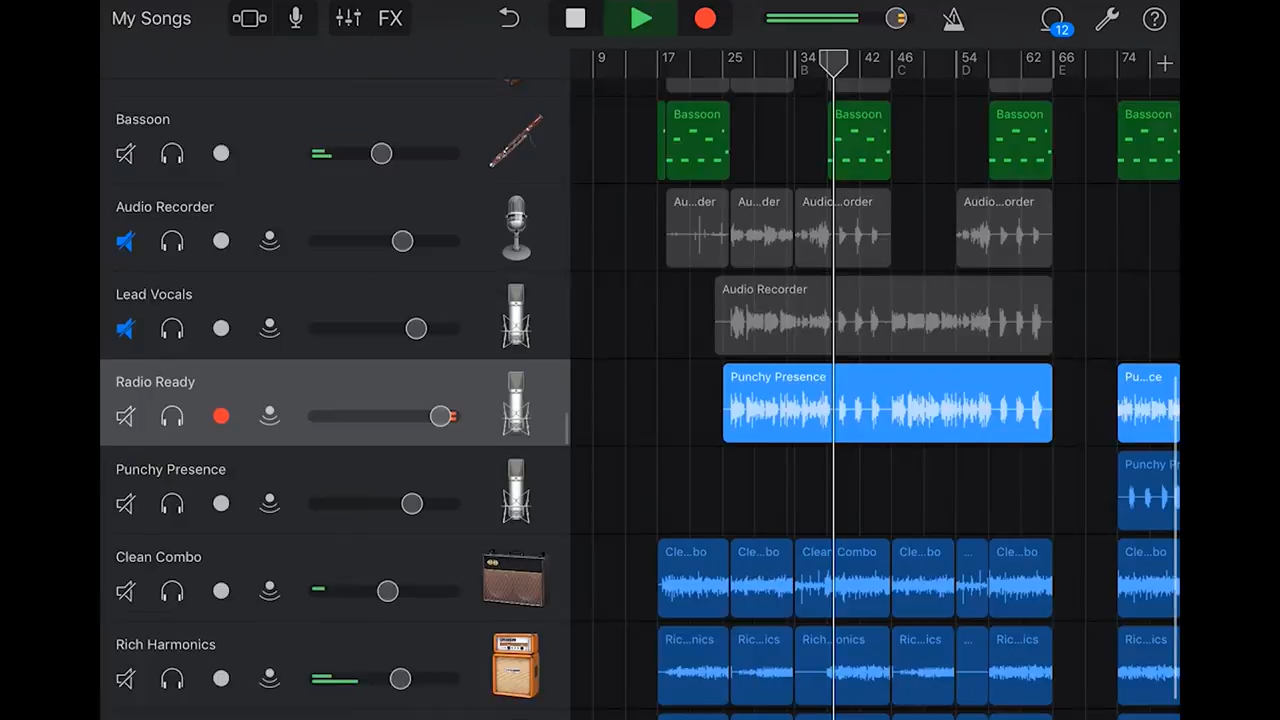 My Songs FX 12
9 17 25 34 42 46 54 62 66 74
B C D E
Bassoon
Bassoon Bassoon Bassoon Bassoon
Audio Recorder
Au...der Au...der Audio...order Audio...order
Lead Vocals
Audio Recorder
Radio Ready
Punchy Presence Pu...ce
Punchy Presence
Punchy Pr
Clean Combo
Cle...bo Cle...bo Clean Combo Cle...bo ... Cle...bo Cle...bo
Rich Harmonics
Ric...nics Ric...ics Rich...onics Ric...ics ... Ric...ics Ric...ics